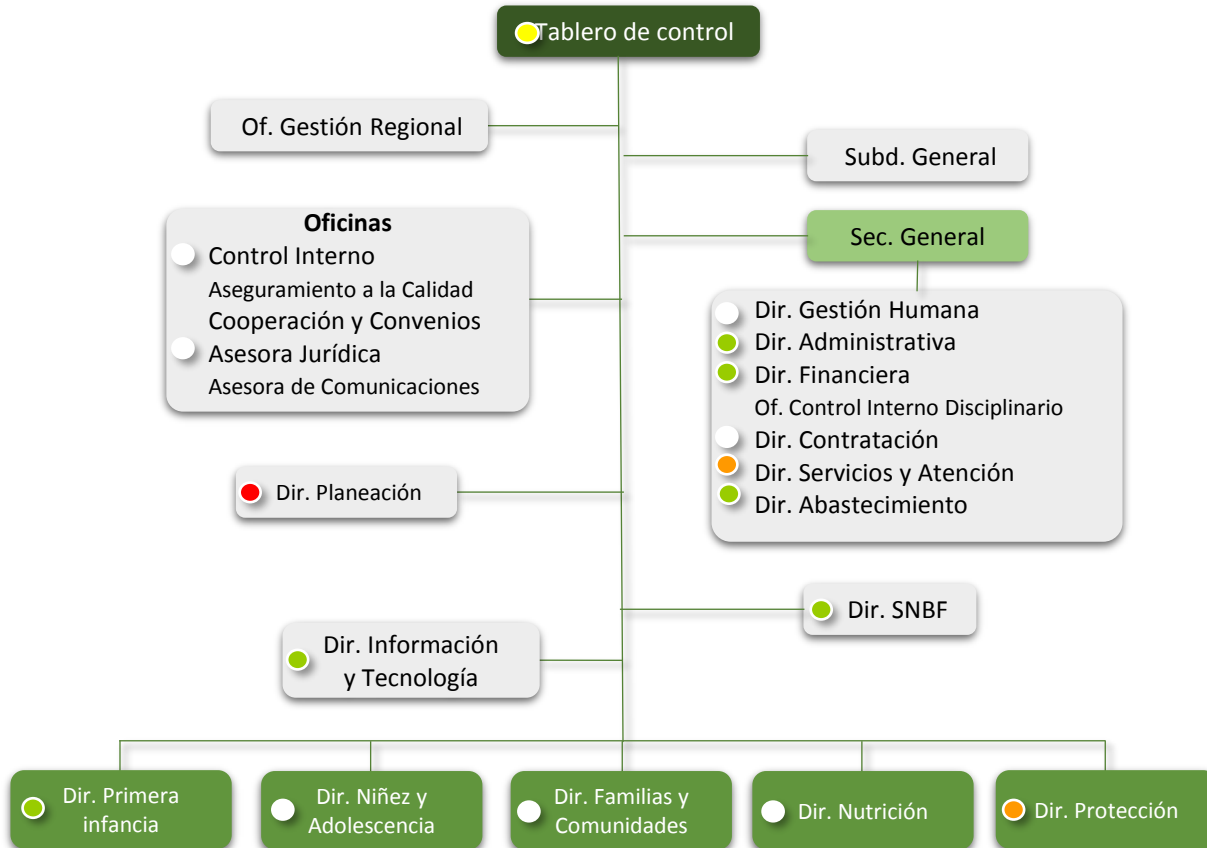 Tablero de control
Of. Gestión Regional
Subd. General
Oficinas
Control Interno
Aseguramiento a la Calidad
Cooperación y Convenios
Asesora Jurídica
Asesora de Comunicaciones
Sec. General
Dir. Gestión Humana
Dir. Administrativa
Dir. Financiera
Of. Control Interno Disciplinario
Dir. Contratación
Dir. Servicios y Atención
Dir. Abastecimiento
Dir. Planeación
Dir. SNBF
Dir. Información
y Tecnología
Dir. Primera
infancia
Dir. Niñez y
Adolescencia
Dir. Familias y
Comunidades
Dir. Nutrición
Dir. Protección